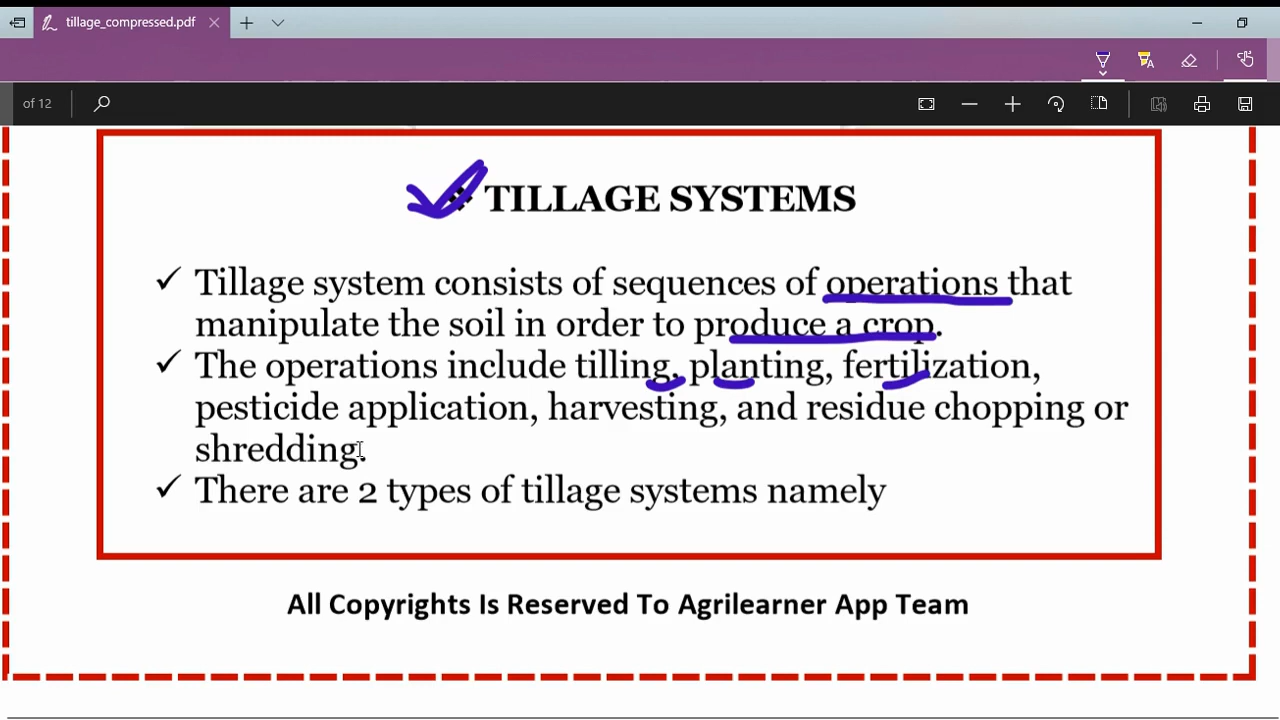 tillage_compressed.pdf
of 12
TILLAGE SYSTEMS
✓ Tillage system consists of sequences of operations that
manipulate the soil in order to produce a crop.
✓ The operations include tilling, planting, fertilization,
pesticide application, harvesting, and residue chopping or
shredding.
✓ There are 2 types of tillage systems namely
All Copyrights Is Reserved To Agrilearner App Team